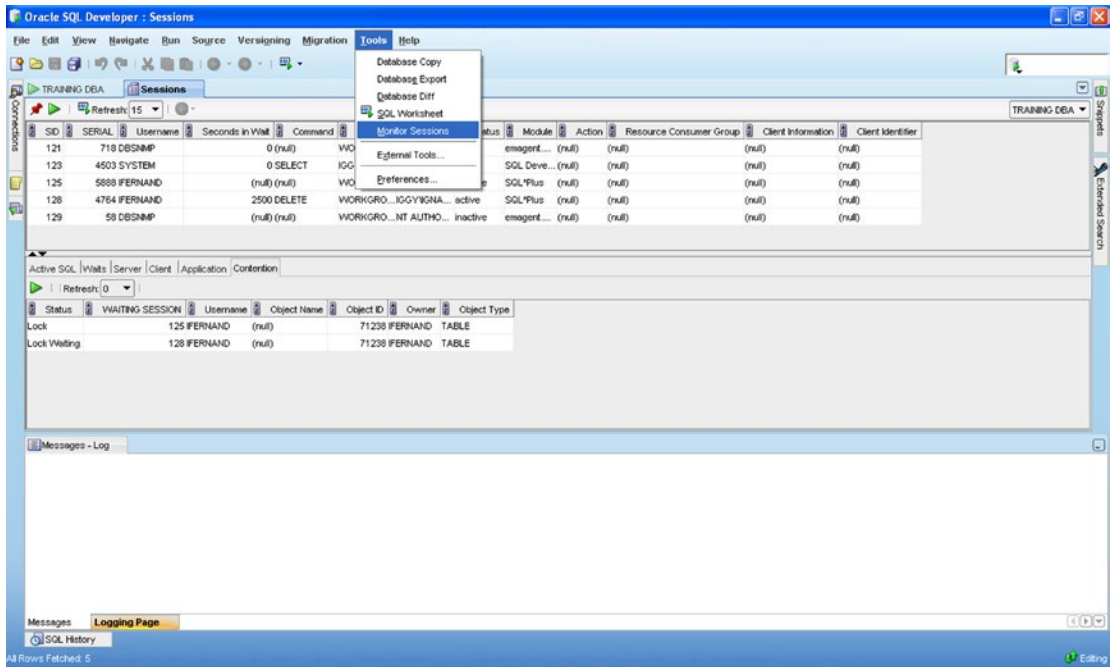 Oracle SQL Developer : Sessions
File Edit View Navigate Run Source Versioning Migration Tools Help
Database Copy
Database Export
Database Diff
SQL Worksheet
Monitor Sessions
External Tools...
Preferences...
TRAINING DBA Sessions
Connections
Snippets
Extended Search
Refresh: 15
TRAINING DBA
SID SERIAL Username Seconds in Wait Command atus Module Action Resource Consumer Group Client Information Client Identifier
121 718 DBSNMP 0 (null) WO emagent.... (null) (null) (null) (null)
123 4503 SYSTEM 0 SELECT IGG SQL Deve... (null) (null) (null) (null)
125 5888 IFERNAND (null) (null) WO e SQL*Plus (null) (null) (null) (null)
128 4764 IFERNAND 2500 DELETE WORKGRO...IGGY\IGNA... active SQL*Plus (null) (null) (null) (null)
129 58 DBSNMP (null) (null) WORKGRO...NT AUTHO... inactive emagent.... (null) (null) (null) (null)
Active SQL Waits Server Client Application Contention
Refresh: 0
Status WAITING SESSION Username Object Name Object ID Owner Object Type
Lock 125 IFERNAND (null) 71238 IFERNAND TABLE
Lock Waiting 128 IFERNAND (null) 71238 IFERNAND TABLE
Messages - Log
Messages Logging Page
SQL History
All Rows Fetched: 5 Editing